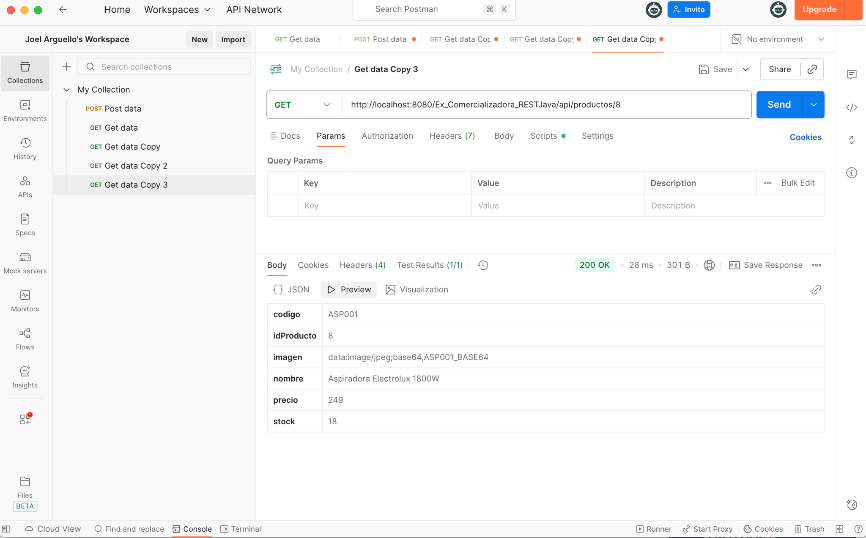 Home Workspaces API Network
Search Postman ⌘ K
Invite
Upgrade
Joel Arguello's Workspace
New Import
GET Get data
POST Post data
GET Get data Cop
GET Get data Copy
GET Get data Copy
No environment
Collections
Search collections
My Collection / Get data Copy 3
Save
Share
My Collection
POST Post data
GET Get data
GET Get data Copy
GET Get data Copy 2
GET Get data Copy 3
Environments
History
APIs
Specs
Mock servers
Monitors
Flows
Insights
Files
BETA
GET http://localhost:8080/Ex_Comercializadora_RESTJava/api/productos/8 Send
Docs Params Authorization Headers (7) Body Scripts Settings Cookies
Query Params
Key Value Description Bulk Edit
Key Value Description
Body Cookies Headers (4) Test Results (1/1)
200 OK • 28 ms • 301 B • Save Response
{ } JSON Preview Visualization
codigo ASP001
idProducto 8
imagen data:image/jpeg;base64,ASP001_BASE64
nombre Aspiradora Electrolux 1800W
precio 249
stock 18
Cloud View Find and replace Console Terminal
Runner Start Proxy Cookies Trash